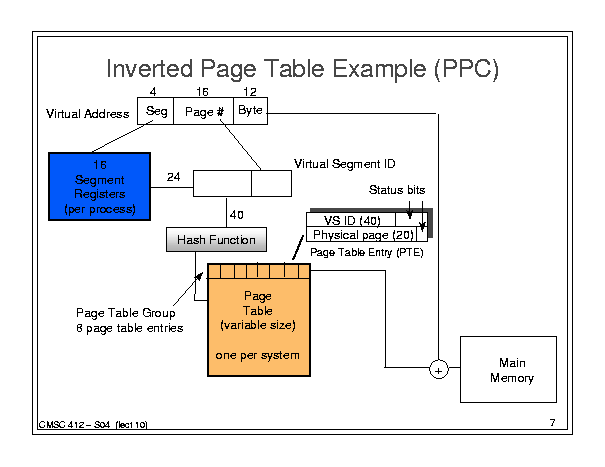 Inverted Page Table Example (PPC)
4 16 12
Virtual Address Seg Page # Byte
16
Segment
Registers
(per process)
24
Virtual Segment ID
Status bits
40
VS ID (40)
Physical page (20)
Hash Function
Page Table Entry (PTE)
Page Table Group
8 page table entries
Page
Table
(variable size)
one per system
+
Main
Memory
CMSC 412 – S04 (lect 10)
7